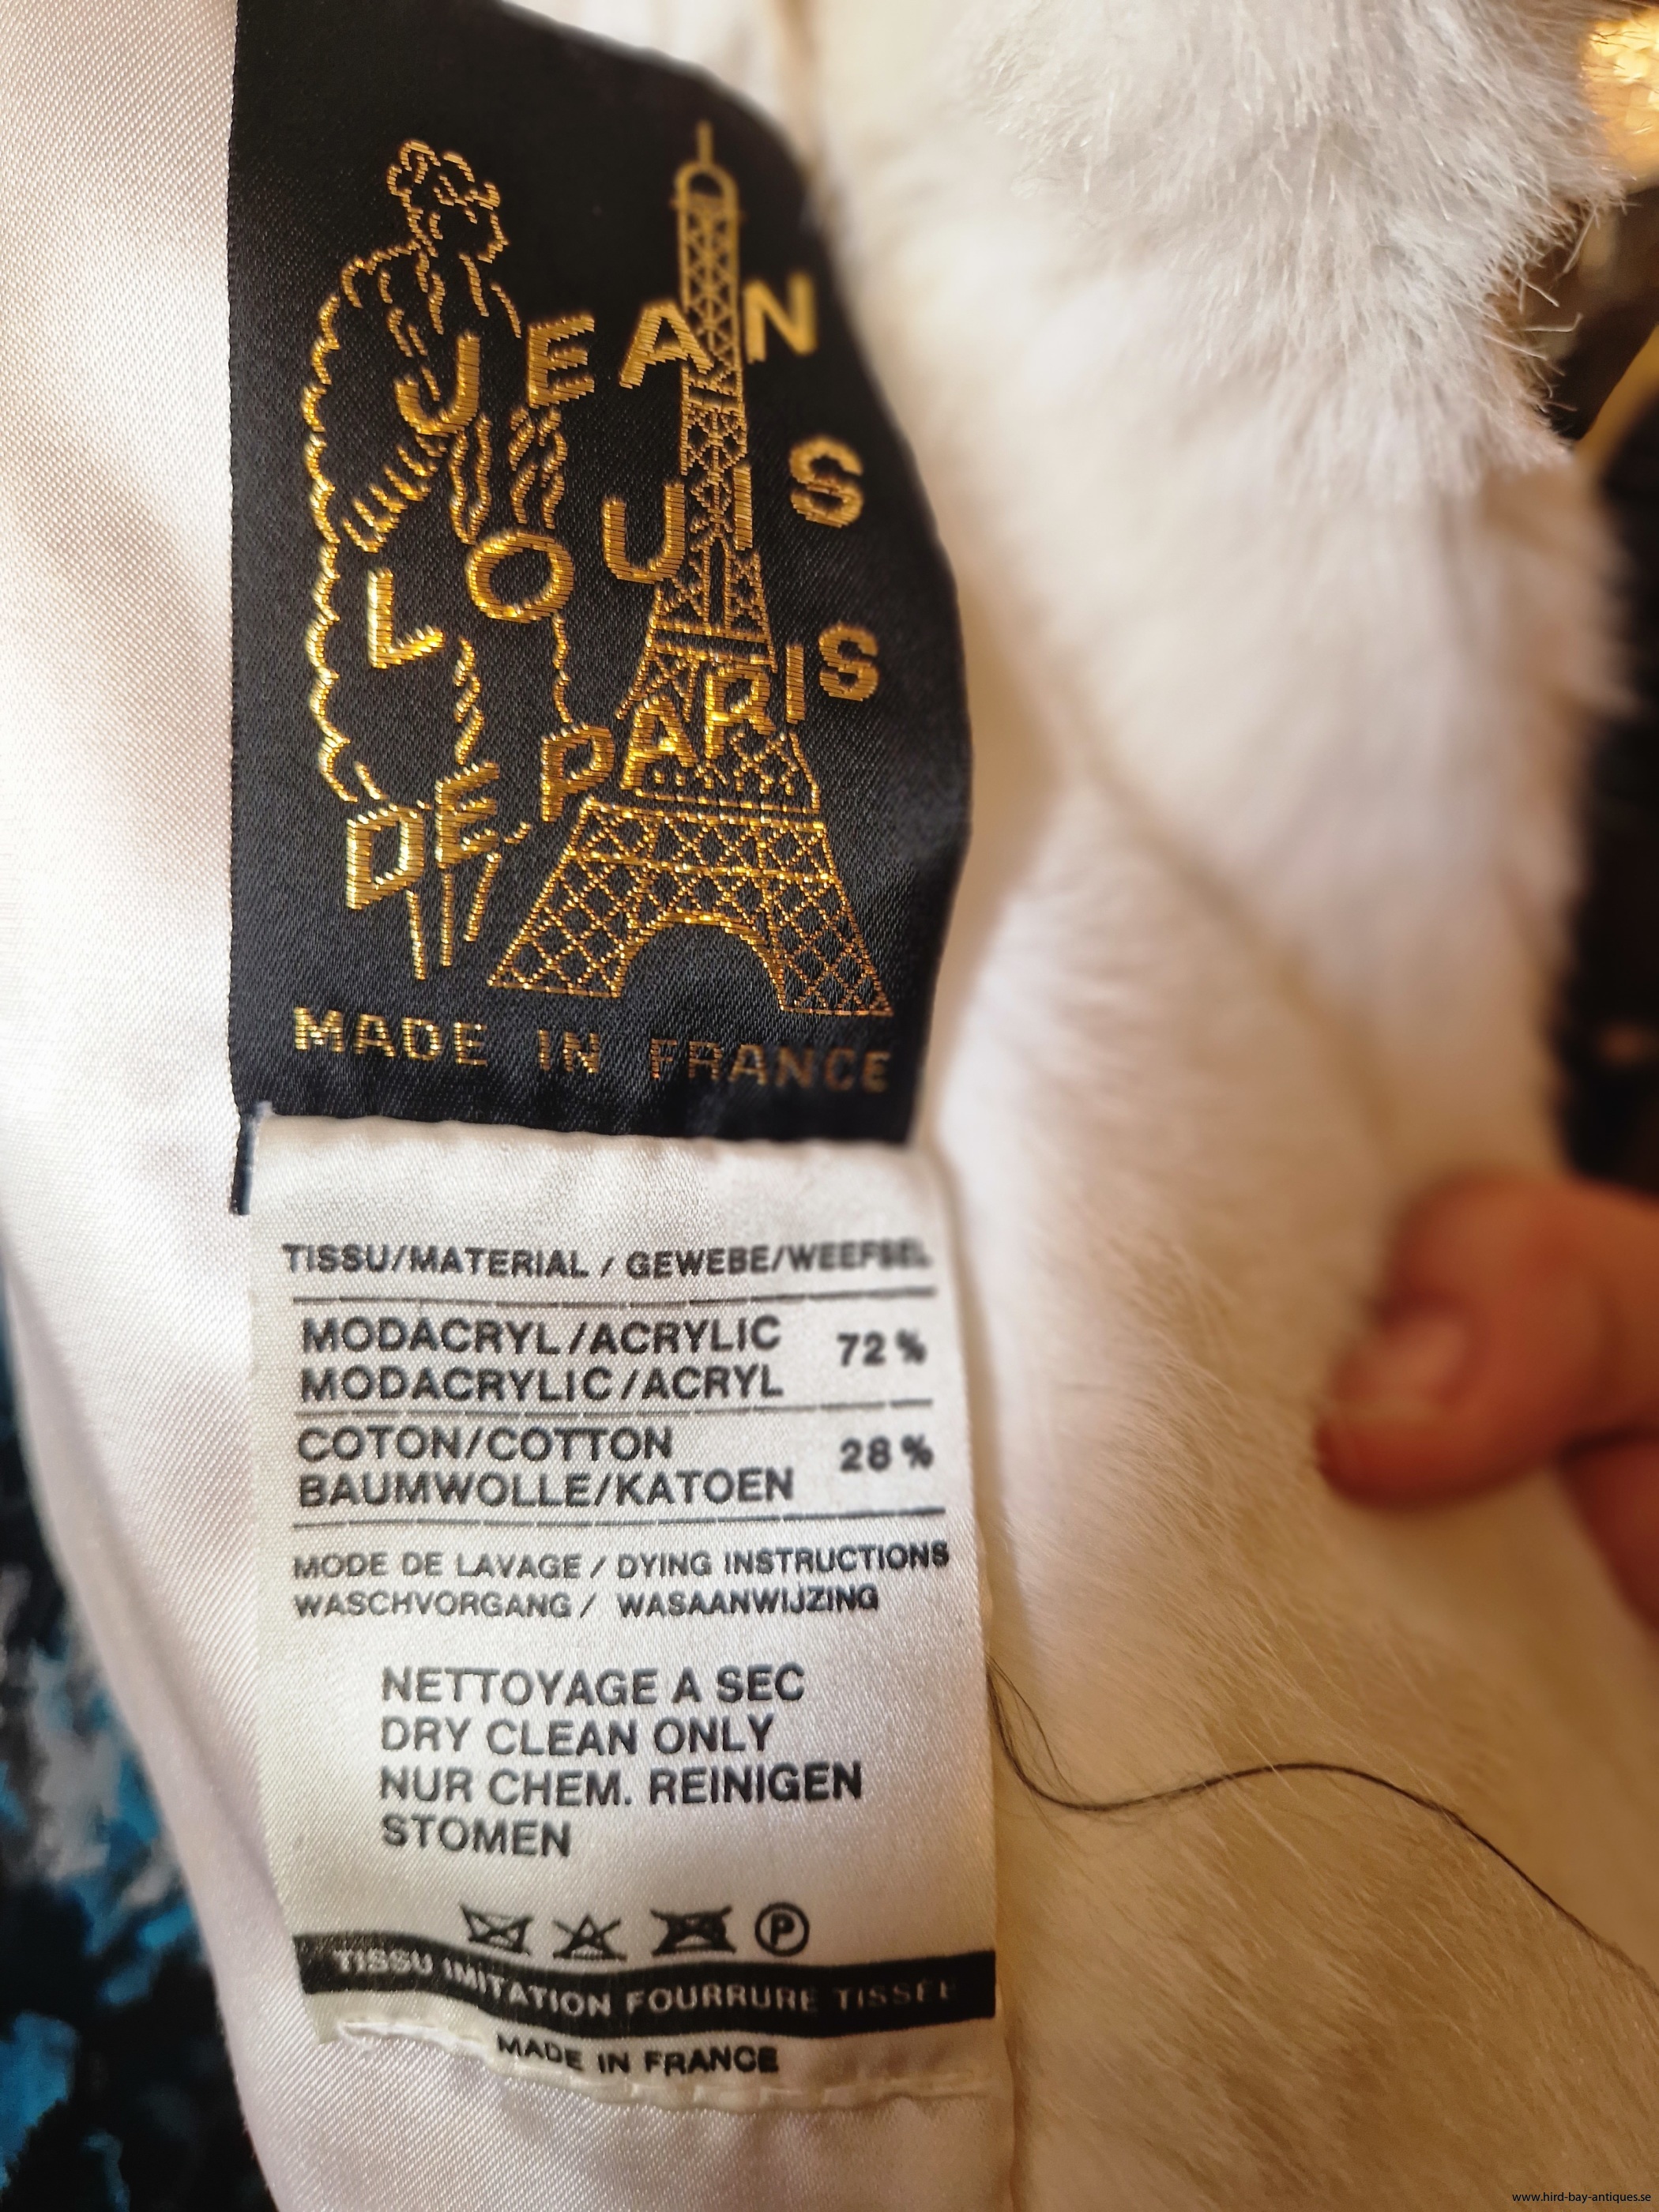 JEAN
LOUIS
DE PARIS
MADE IN FRANCE
TISSU/MATERIAL / GEWEBE/WEEFSEL
MODACRYL/ACRYLIC 72 %
MODACRYLIC/ACRYL
COTON/COTTON 28 %
BAUMWOLLE/KATOEN
MODE DE LAVAGE / DYING INSTRUCTIONS
WASCHVORGANG / WASAANWIJZING
NETTOYAGE A SEC
DRY CLEAN ONLY
NUR CHEM. REINIGEN
STOMEN
P
TISSU IMITATION FOURRURE TISSÉE
MADE IN FRANCE
www.hird-bay-antiques.se